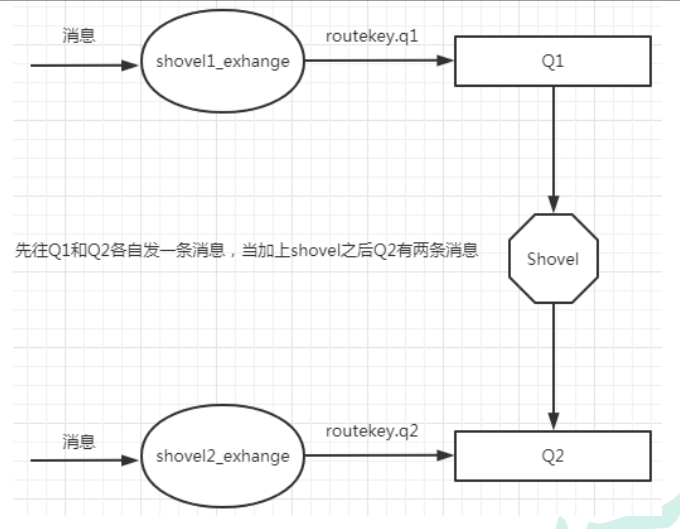 消息
shovel1_exhange
routekey.q1
Q1
先往Q1和Q2各自发一条消息，当加上shovel之后Q2有两条消息
Shovel
消息
shovel2_exhange
routekey.q2
Q2